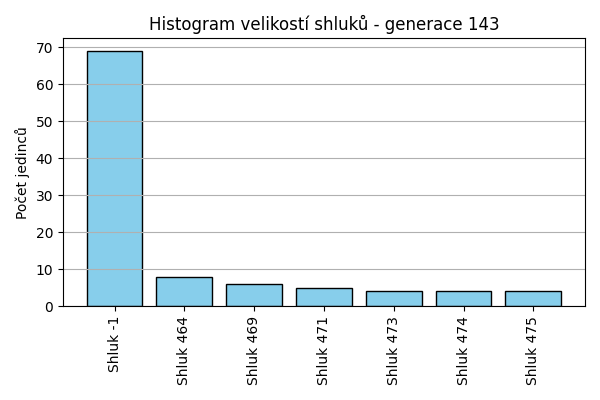 Histogram velikostí shluků - generace 143
Počet jedinců
70
60
50
40
30
20
10
0
Shluk -1
Shluk 464
Shluk 469
Shluk 471
Shluk 473
Shluk 474
Shluk 475